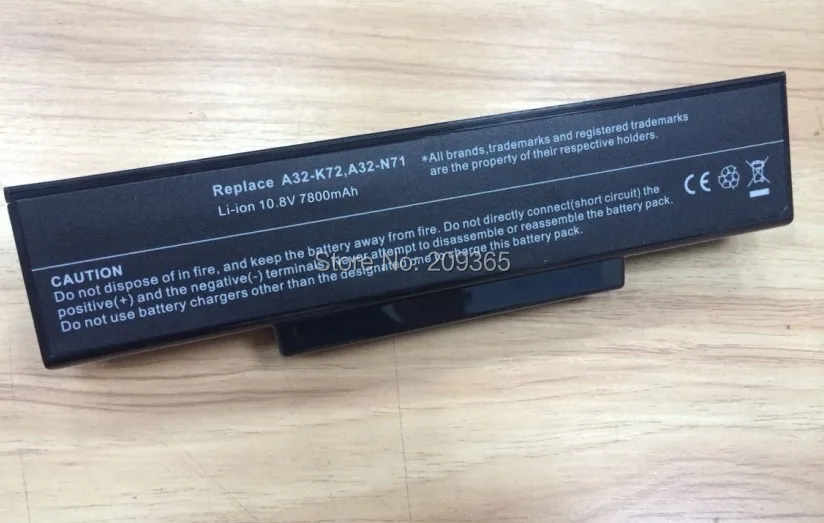 Replace A32-K72,A32-N71
Li-ion 10.8V 7800mAh
*All brands,trademarks and registered trademarks
are the property of their respective holders.
CE
CAUTION
Do not dispose of in fire, and keep the battery away from fire. Do not directly connect(short circuit) the
positive(+) and the negative(-) terminals. Never attempt to disassemble or reassemble the battery pack.
Do not use battery chargers other than the designated one to charge this battery pack.
Store No: 209365